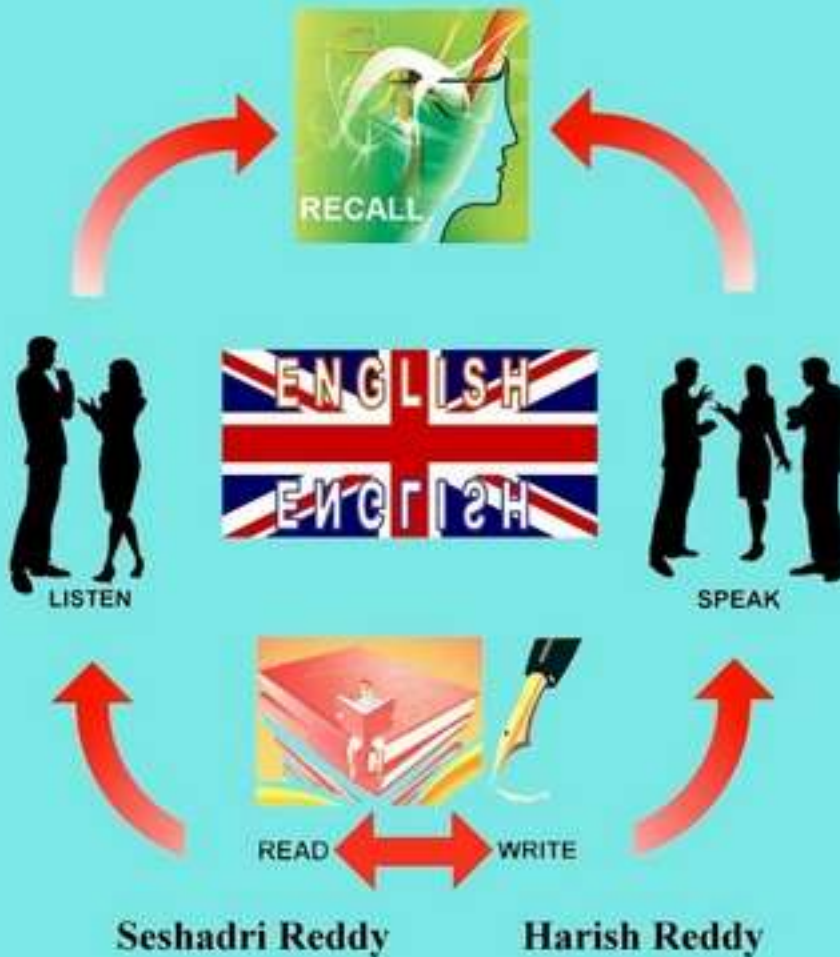 RECALL
ENGLISH
ENGLISH
LISTEN
SPEAK
READ WRITE
Seshadri Reddy Harish Reddy